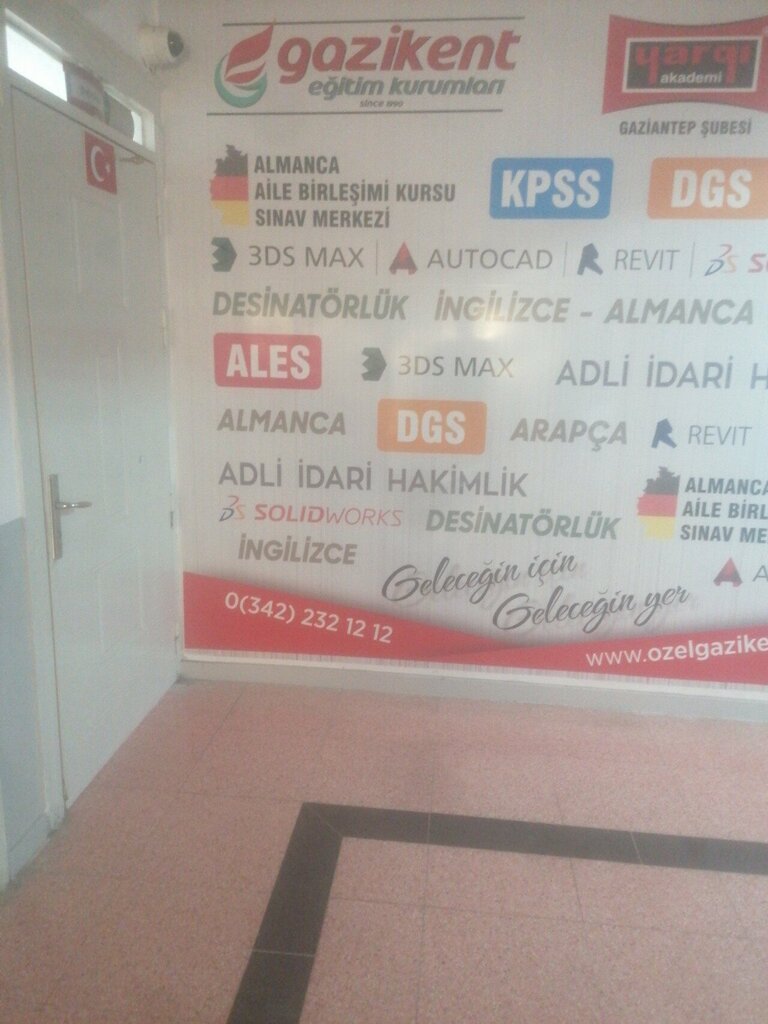 gazikent
eğitim kurumları
since 1990
yargı
akademi
GAZİANTEP ŞUBESİ
ALMANCA
AİLE BİRLEŞİMİ KURSU
SINAV MERKEZİ
KPSS
DGS
3DS MAX
AUTOCAD
REVIT
DESİNATÖRLÜK
İNGİLİZCE - ALMANCA
ALES
3DS MAX
ADLİ İDARİ H
ALMANCA
DGS
ARAPÇA
REVIT
ADLİ İDARİ HAKİMLİK
ALMANCA
AİLE BİRL
SINAV ME
SOLIDWORKS
DESİNATÖRLÜK
İNGİLİZCE
Geleceğin için
Geleceğin yer
0(342) 232 12 12
www.ozelgazike